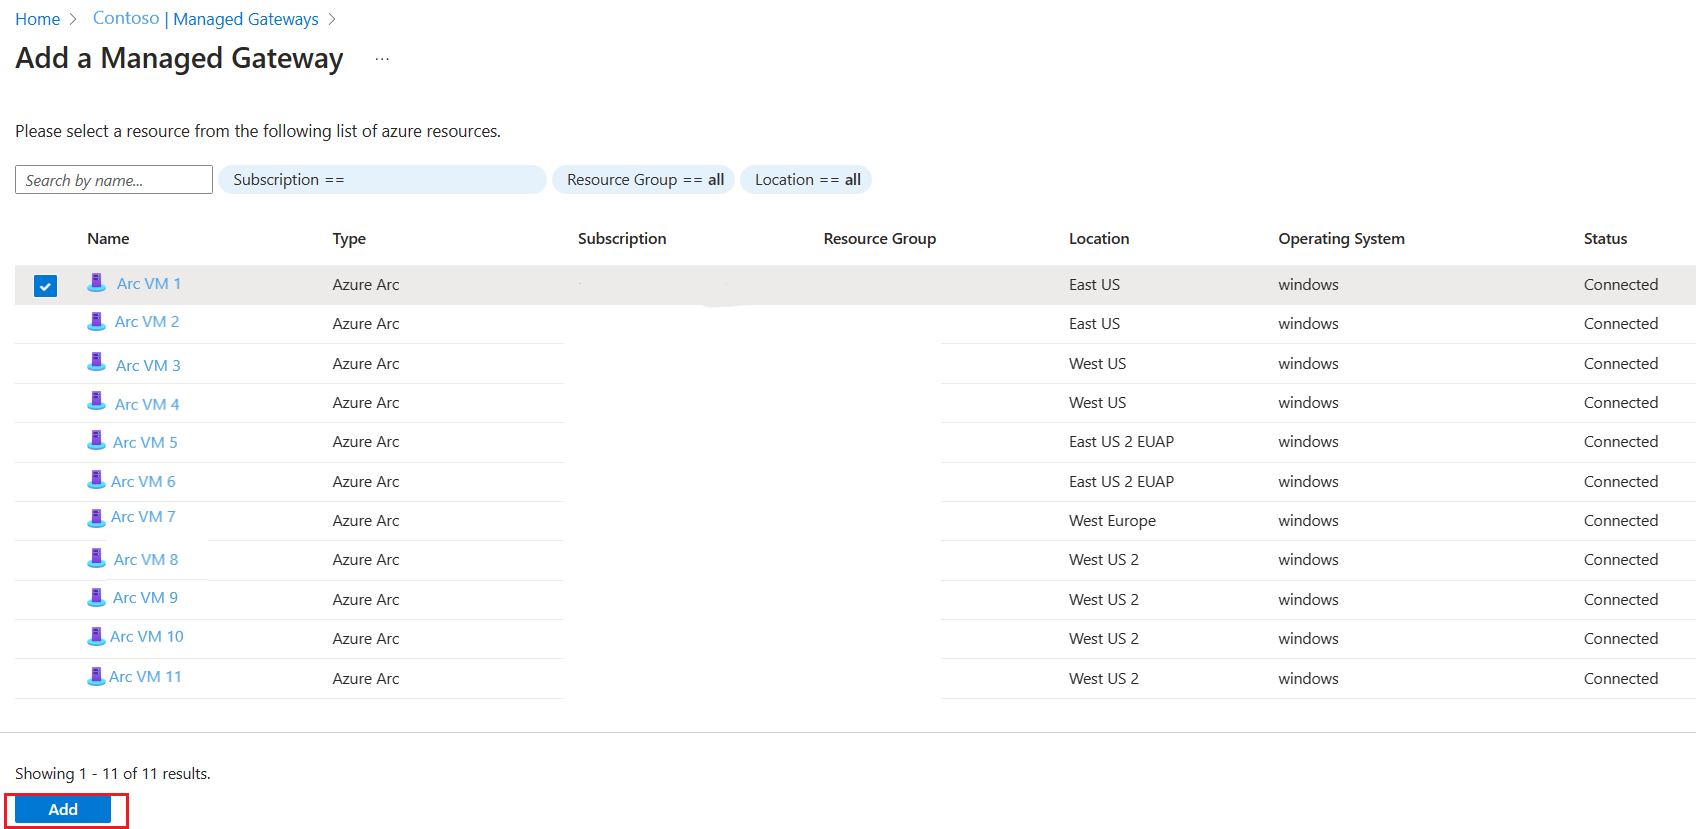 Home > Contoso | Managed Gateways >
Add a Managed Gateway ...
Please select a resource from the following list of azure resources.
Search by name... Subscription == Resource Group == all Location == all
Name Type Subscription Resource Group Location Operating System Status
Arc VM 1 Azure Arc East US windows Connected
Arc VM 2 Azure Arc East US windows Connected
Arc VM 3 Azure Arc West US windows Connected
Arc VM 4 Azure Arc West US windows Connected
Arc VM 5 Azure Arc East US 2 EUAP windows Connected
Arc VM 6 Azure Arc East US 2 EUAP windows Connected
Arc VM 7 Azure Arc West Europe windows Connected
Arc VM 8 Azure Arc West US 2 windows Connected
Arc VM 9 Azure Arc West US 2 windows Connected
Arc VM 10 Azure Arc West US 2 windows Connected
Arc VM 11 Azure Arc West US 2 windows Connected
Showing 1 - 11 of 11 results.
Add